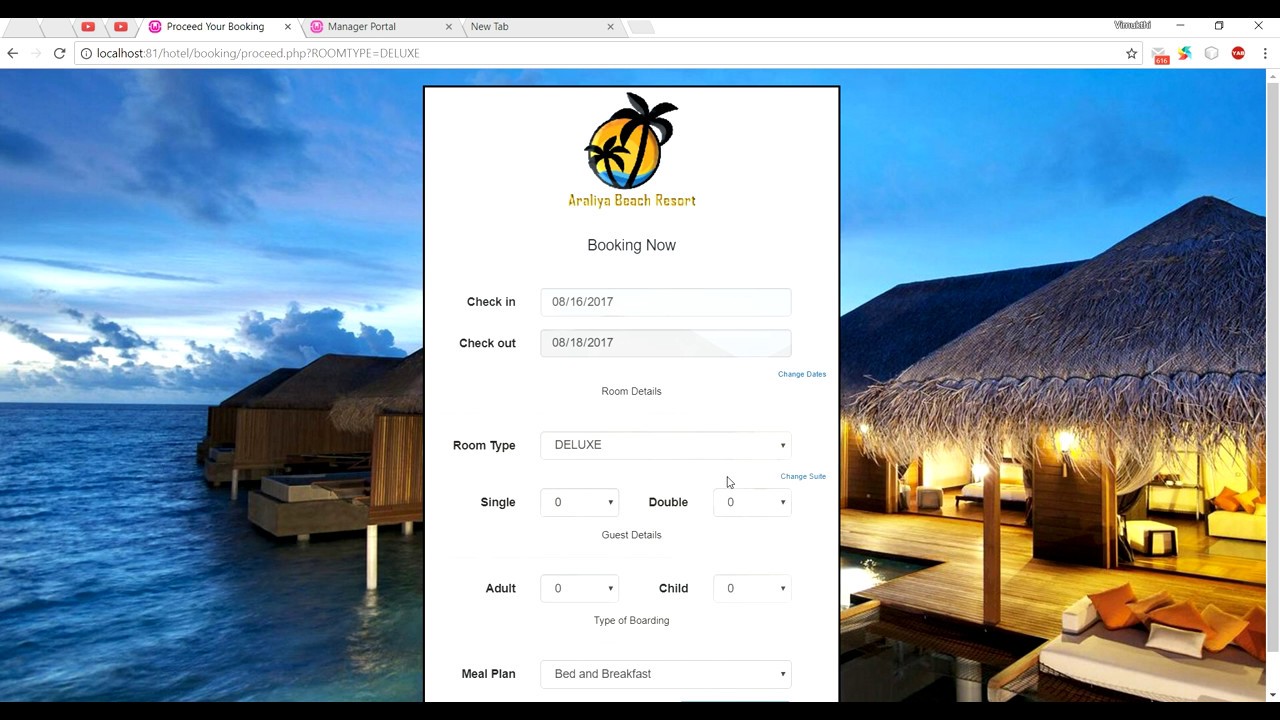 Proceed Your Booking
Manager Portal
New Tab
localhost:81/hotel/booking/proceed.php?ROOMTYPE=DELUXE
616
YAB
Araliya Beach Resort
Booking Now
Check in
08/16/2017
Check out
08/18/2017
Change Dates
Room Details
Room Type
DELUXE
Change Suite
Single
0
Double
0
Guest Details
Adult
0
Child
0
Type of Boarding
Meal Plan
Bed and Breakfast